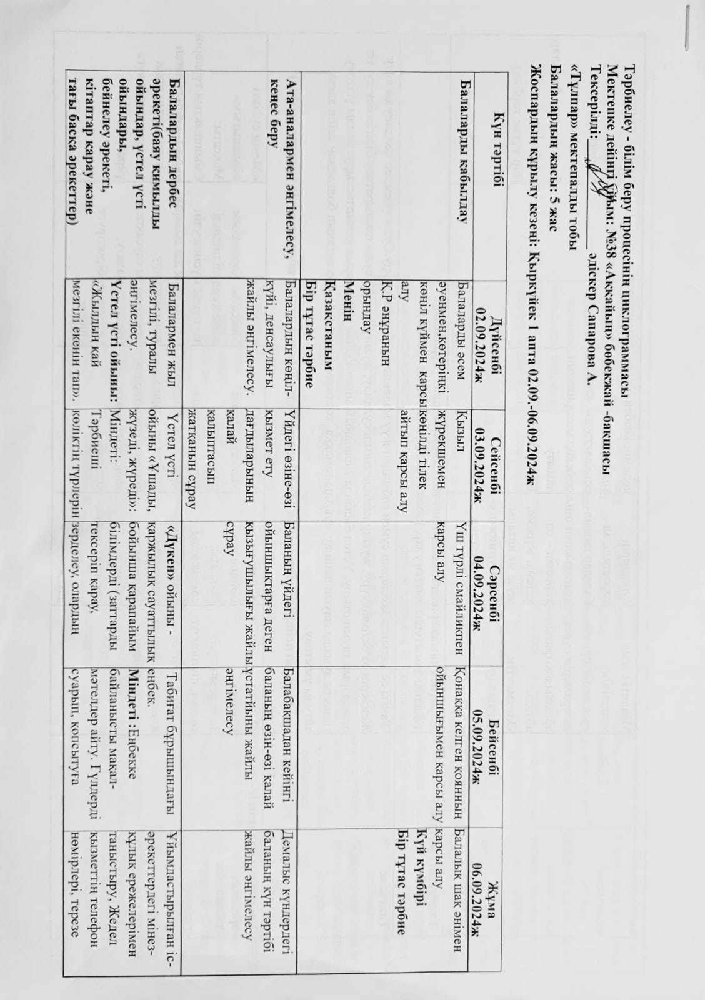 Тәрбиелеу - білім беру процесінің циклограммасы
Мектепке дейінгі ұйым: №38 «Аққайың» бөбекжай -бақшасы
Тексерілді:______________ әдіскер Сапарова А.
«Тұлпар» мектепалды тобы
Балалардың жасы: 5 жас
Жоспардың құрылу кезеңі: Қыркүйек 1 апта 02.09.-06.09.2024ж
Күн тәртібі
Дүйсенбі
02.09.2024ж
Сейсенбі
03.09.2024ж
Сәрсенбі
04.09.2024ж
Бейсенбі
05.09.2024ж
Жұма
06.09.2024ж
Балаларды қабылдау
Балаларды әсем
әуенмен,көтеріңкі
көңіл күймен қарсы
алу
Қ.Р әнұранын
орындау
Менің
Қазақстаным
Бір тұтас тәрбие
Қызыл
жүрекшемен
көңілді тілек
айтып қарсы алу
Үш түрлі смайликпен
қарсы алу
Қонаққа келген қоянның
ойыншығымен қарсы алу
Балалық шақ әнімен
қарсы алу
Күй күмбірі
Бір тұтас тәрбие
Ата-аналармен әңгімелесу,
кеңес беру
Балалардың көңіл-
күйі, денсаулығы
жайлы әңгімелесу.
Үйдегі өзіне-өзі
қызмет ету
дағдыларының
қалай
қалыптасып
жатқанын сұрау
Баланың үйдегі
ойыншықтарға деген
қызығушылығы жайлы
сұрау
Балабақшадан кейінгі
баланың өзін-өзі қалай
ұстатйыны жайлы
әңгімелесу
Демалыс күндердегі
баланың күн тәртібі
жайлы әңгімелесу
Балалардың дербес
әрекеті(баяу қимылды
ойындар, үстел үсті
ойындары,
бейнелеу әрекеті,
кітаптар қарау және
тағы басқа әрекеттер)
Балалармен жыл
мезгілі, туралы
әңгімелесу.
Үстел үсті ойыны:
«Жылдың қай
мезгілі екенін тап».
Үстел үсті
ойыны «Ұшады,
жүзеді, жүреді»:
Міндеті:
Тәрбиеші
көліктің түрлерін
«Дүкен» ойыны -
қаржылық сауаттылық
бойынша қарапайым
білімдерді (заттарды
тексеріп қарау,
зерделеу, олардың
Табиғат бұрышындағы
еңбек.
Міндеті :Еңбекке
байланысты мақал-
мәтелдер айту. Гүлдерді
суарып, қопсытуға
Ұйымдастырылған іс-
әрекеттердегі мінез-
құлық ережелерімен
таныстыру, Жедел
қызметтің телефон
нөмірлері, терезе